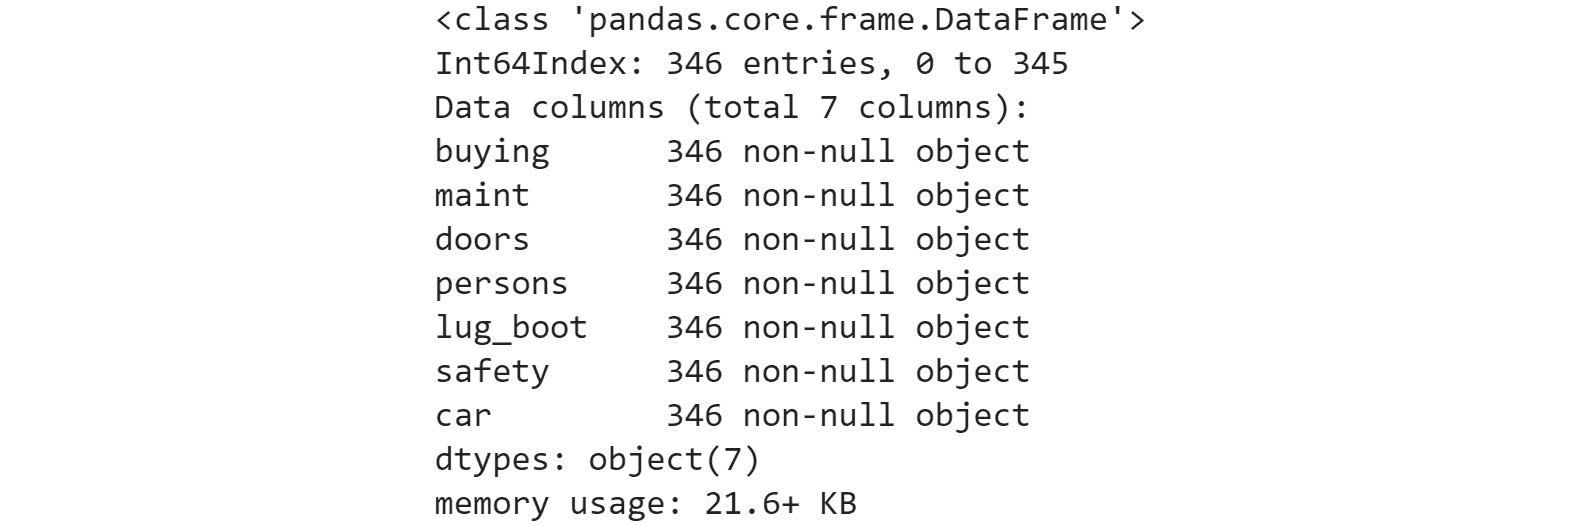 <class 'pandas.core.frame.DataFrame'>
Int64Index: 346 entries, 0 to 345
Data columns (total 7 columns):
buying      346 non-null object
maint       346 non-null object
doors       346 non-null object
persons     346 non-null object
lug_boot    346 non-null object
safety      346 non-null object
car         346 non-null object
dtypes: object(7)
memory usage: 21.6+ KB